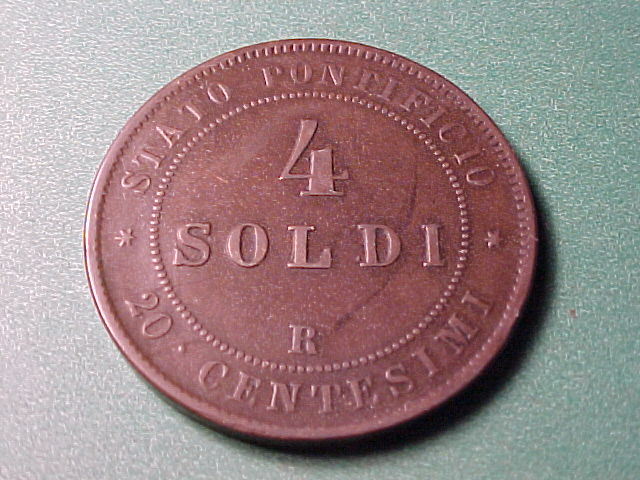 STATO PONTIFICIO
4
SOLDI
R
20 · CENTESIMI